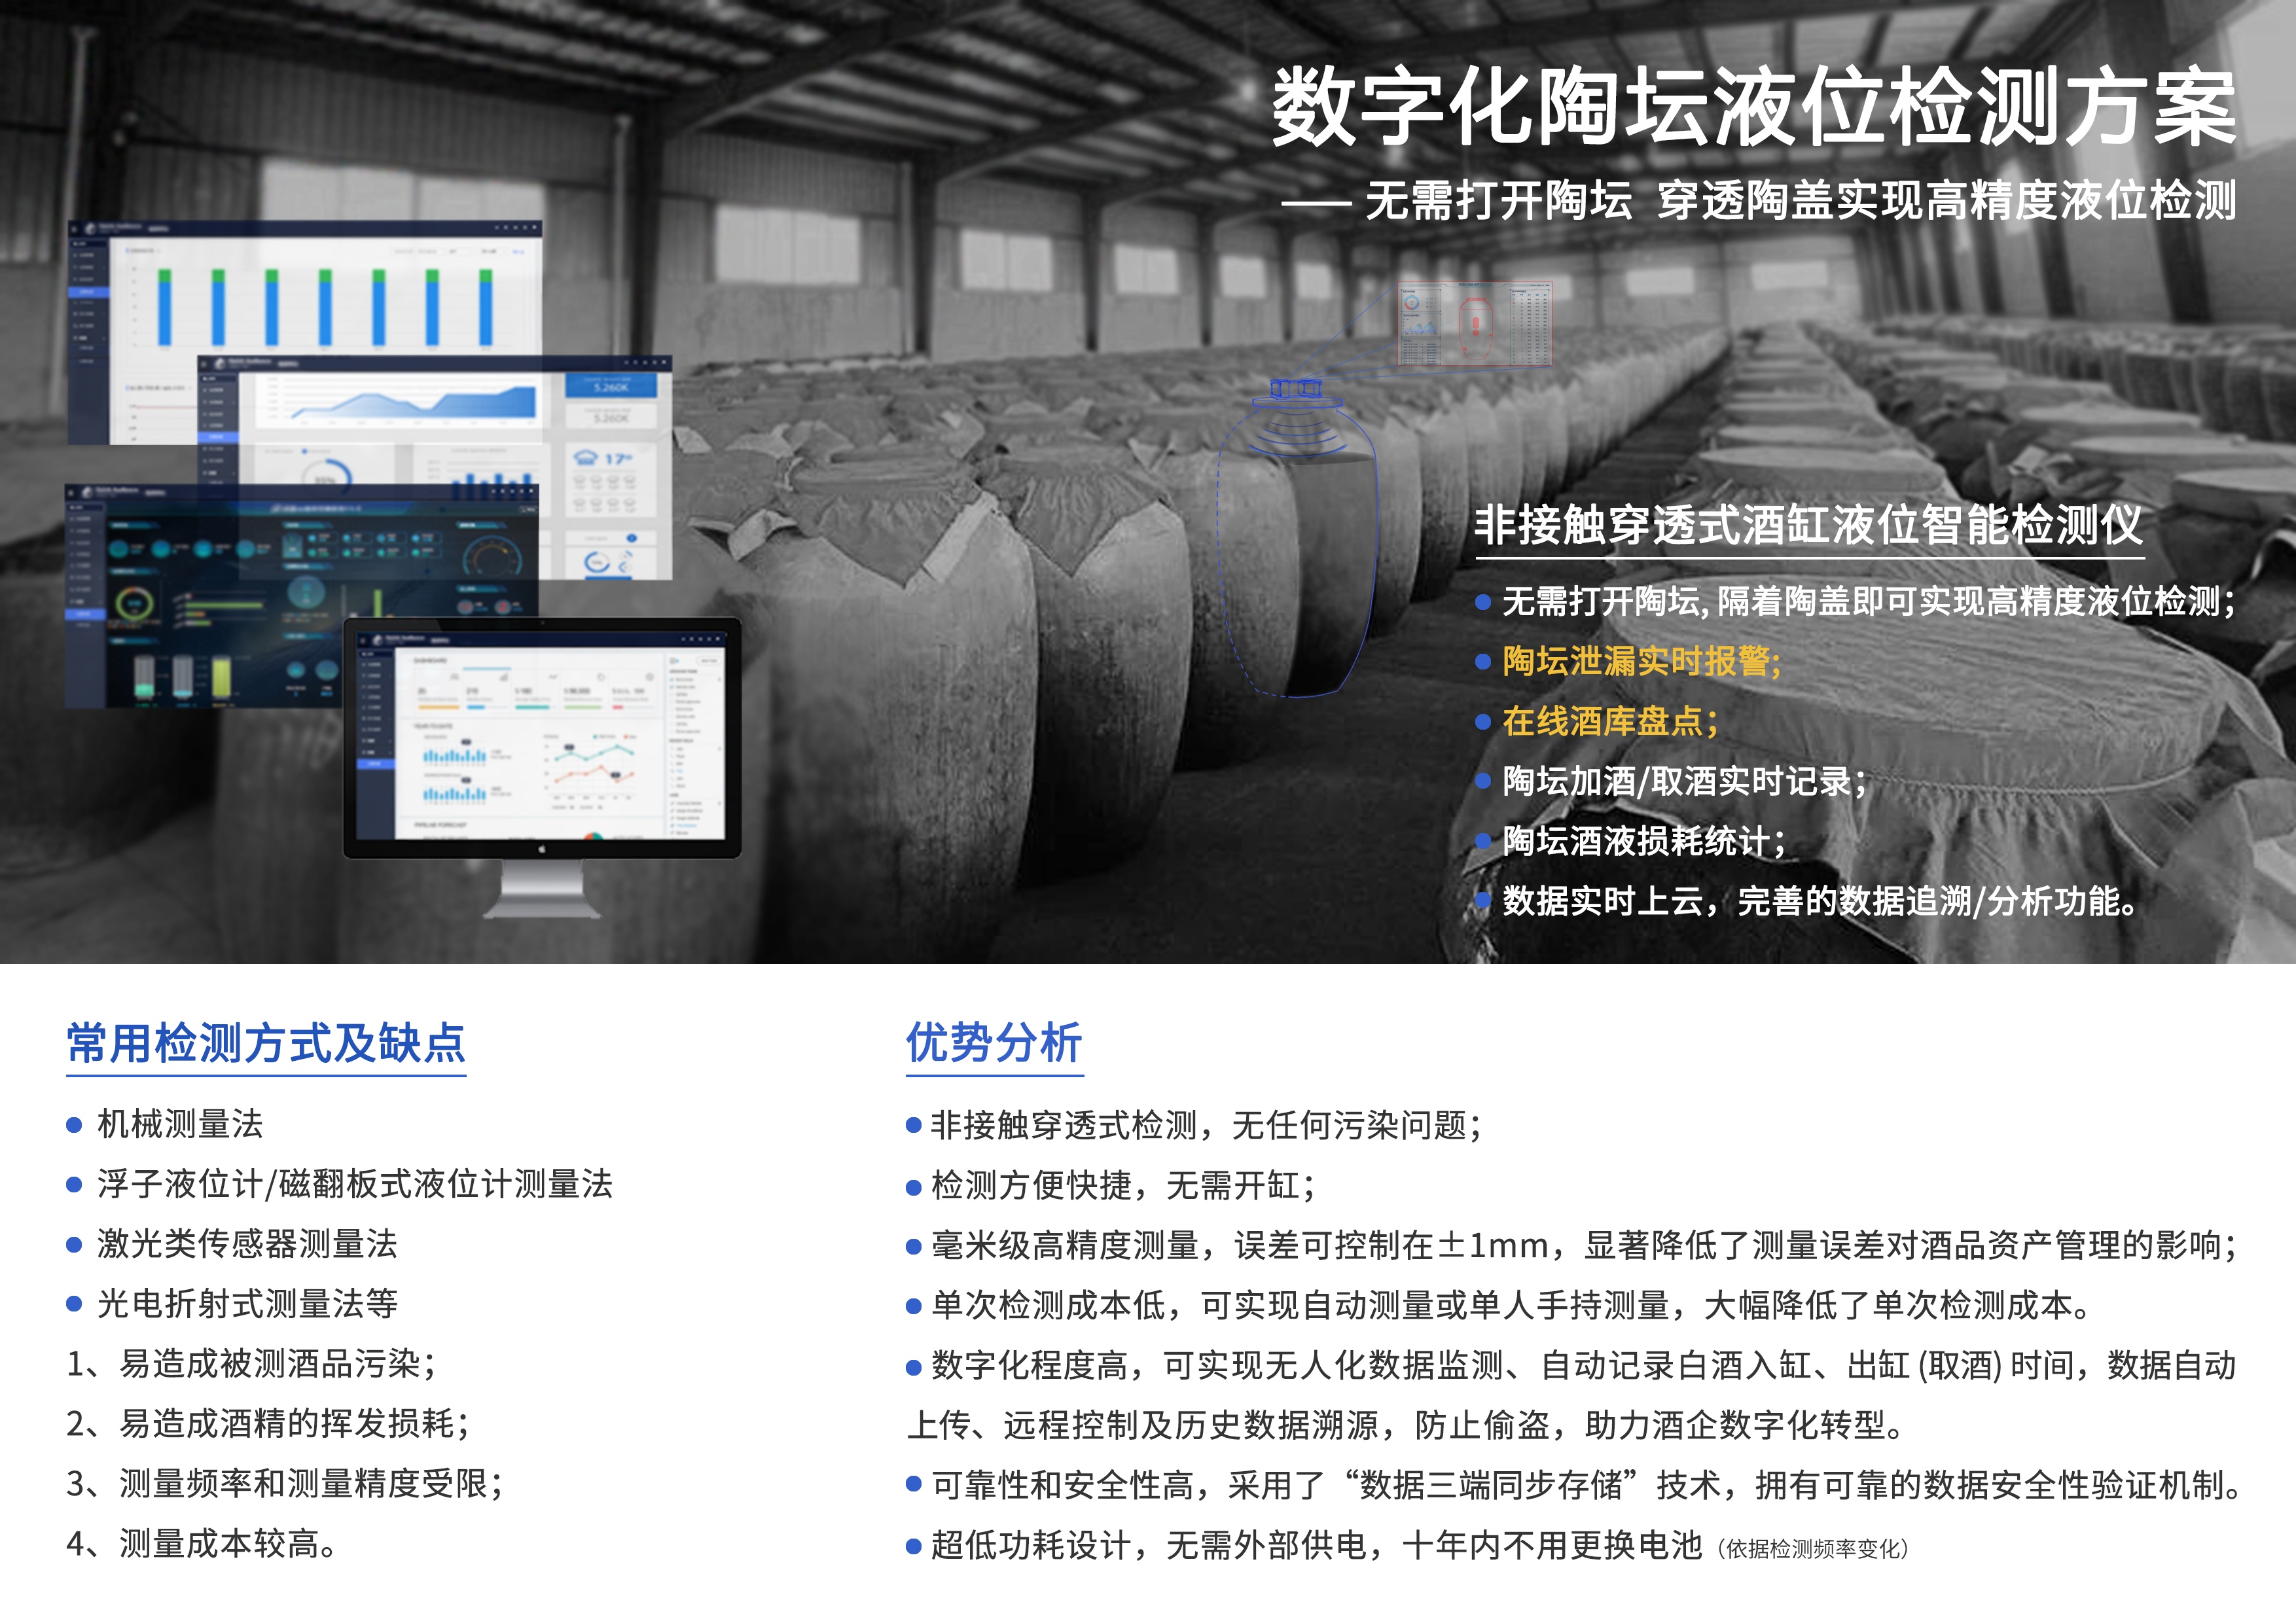 数字化陶坛液位检测方案
—— 无需打开陶坛 穿透陶盖实现高精度液位检测
5.260K
5.260K
17°
DASHBOARD
非接触穿透式酒缸液位智能检测仪
无需打开陶坛, 隔着陶盖即可实现高精度液位检测；
陶坛泄漏实时报警;
在线酒库盘点；
陶坛加酒/取酒实时记录；
陶坛酒液损耗统计；
数据实时上云，完善的数据追溯/分析功能。
常用检测方式及缺点
机械测量法
浮子液位计/磁翻板式液位计测量法
激光类传感器测量法
光电折射式测量法等
1、易造成被测酒品污染；
2、易造成酒精的挥发损耗；
3、测量频率和测量精度受限；
4、测量成本较高。
优势分析
非接触穿透式检测，无任何污染问题；
检测方便快捷，无需开缸；
毫米级高精度测量，误差可控制在±1mm，显著降低了测量误差对酒品资产管理的影响；
单次检测成本低，可实现自动测量或单人手持测量，大幅降低了单次检测成本。
数字化程度高，可实现无人化数据监测、自动记录白酒入缸、出缸 (取酒) 时间，数据自动
上传、远程控制及历史数据溯源，防止偷盗，助力酒企数字化转型。
可靠性和安全性高，采用了“数据三端同步存储”技术，拥有可靠的数据安全性验证机制。
超低功耗设计，无需外部供电，十年内不用更换电池（依据检测频率变化）